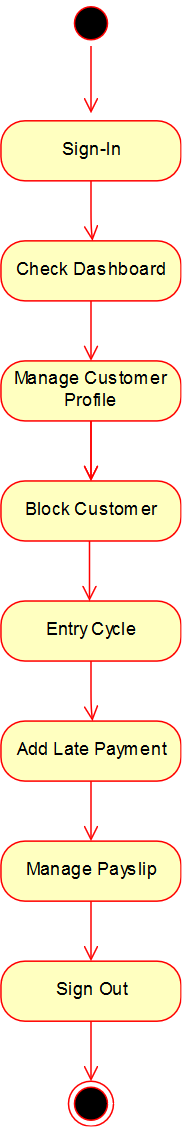 Sign-In
Check Dashboard
Manage Customer
Profile
Block Customer
Entry Cycle
Add Late Payment
Manage Payslip
Sign Out